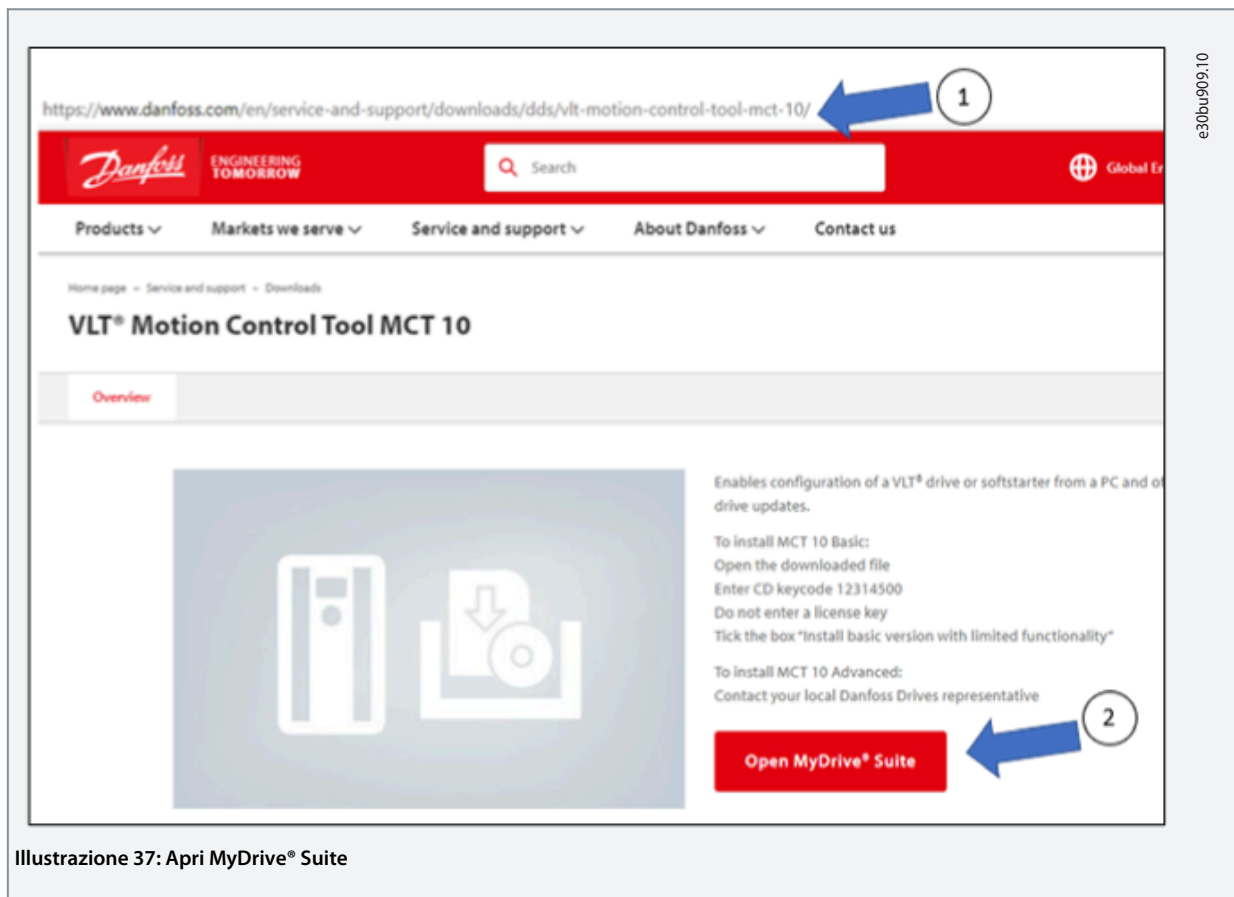 https://www.danfoss.com/en/service-and-support/downloads/dds/vlt-motion-control-tool-mct-10/
1
e30bu909.10
Danfoss
ENGINEERING
TOMORROW
Search
Global Er
Products
Markets we serve
Service and support
About Danfoss
Contact us
Home page – Service and support – Downloads
VLT® Motion Control Tool MCT 10
Overview
Enables configuration of a VLT® drive or softstarter from a PC and of
drive updates.
To install MCT 10 Basic:
Open the downloaded file
Enter CD keycode 12314500
Do not enter a license key
Tick the box "Install basic version with limited functionality"
To install MCT 10 Advanced:
Contact your local Danfoss Drives representative
2
Open MyDrive® Suite
Illustrazione 37: Apri MyDrive® Suite